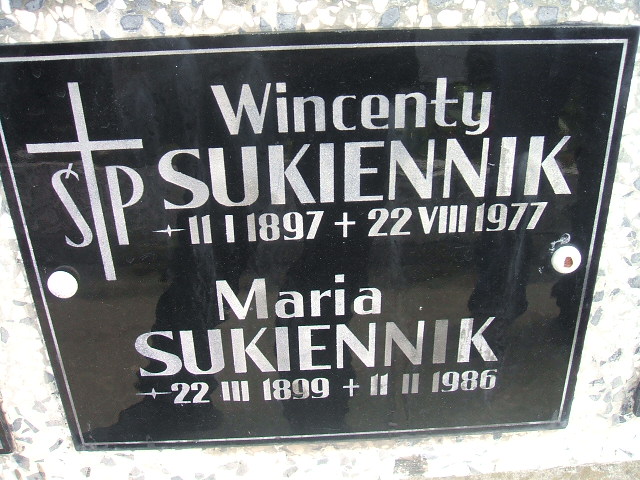 Wincenty
ŚP SUKIENNIK
11 I 1897 + 22 VIII 1977
Maria
SUKIENNIK
22 III 1899 + 11 II 1986